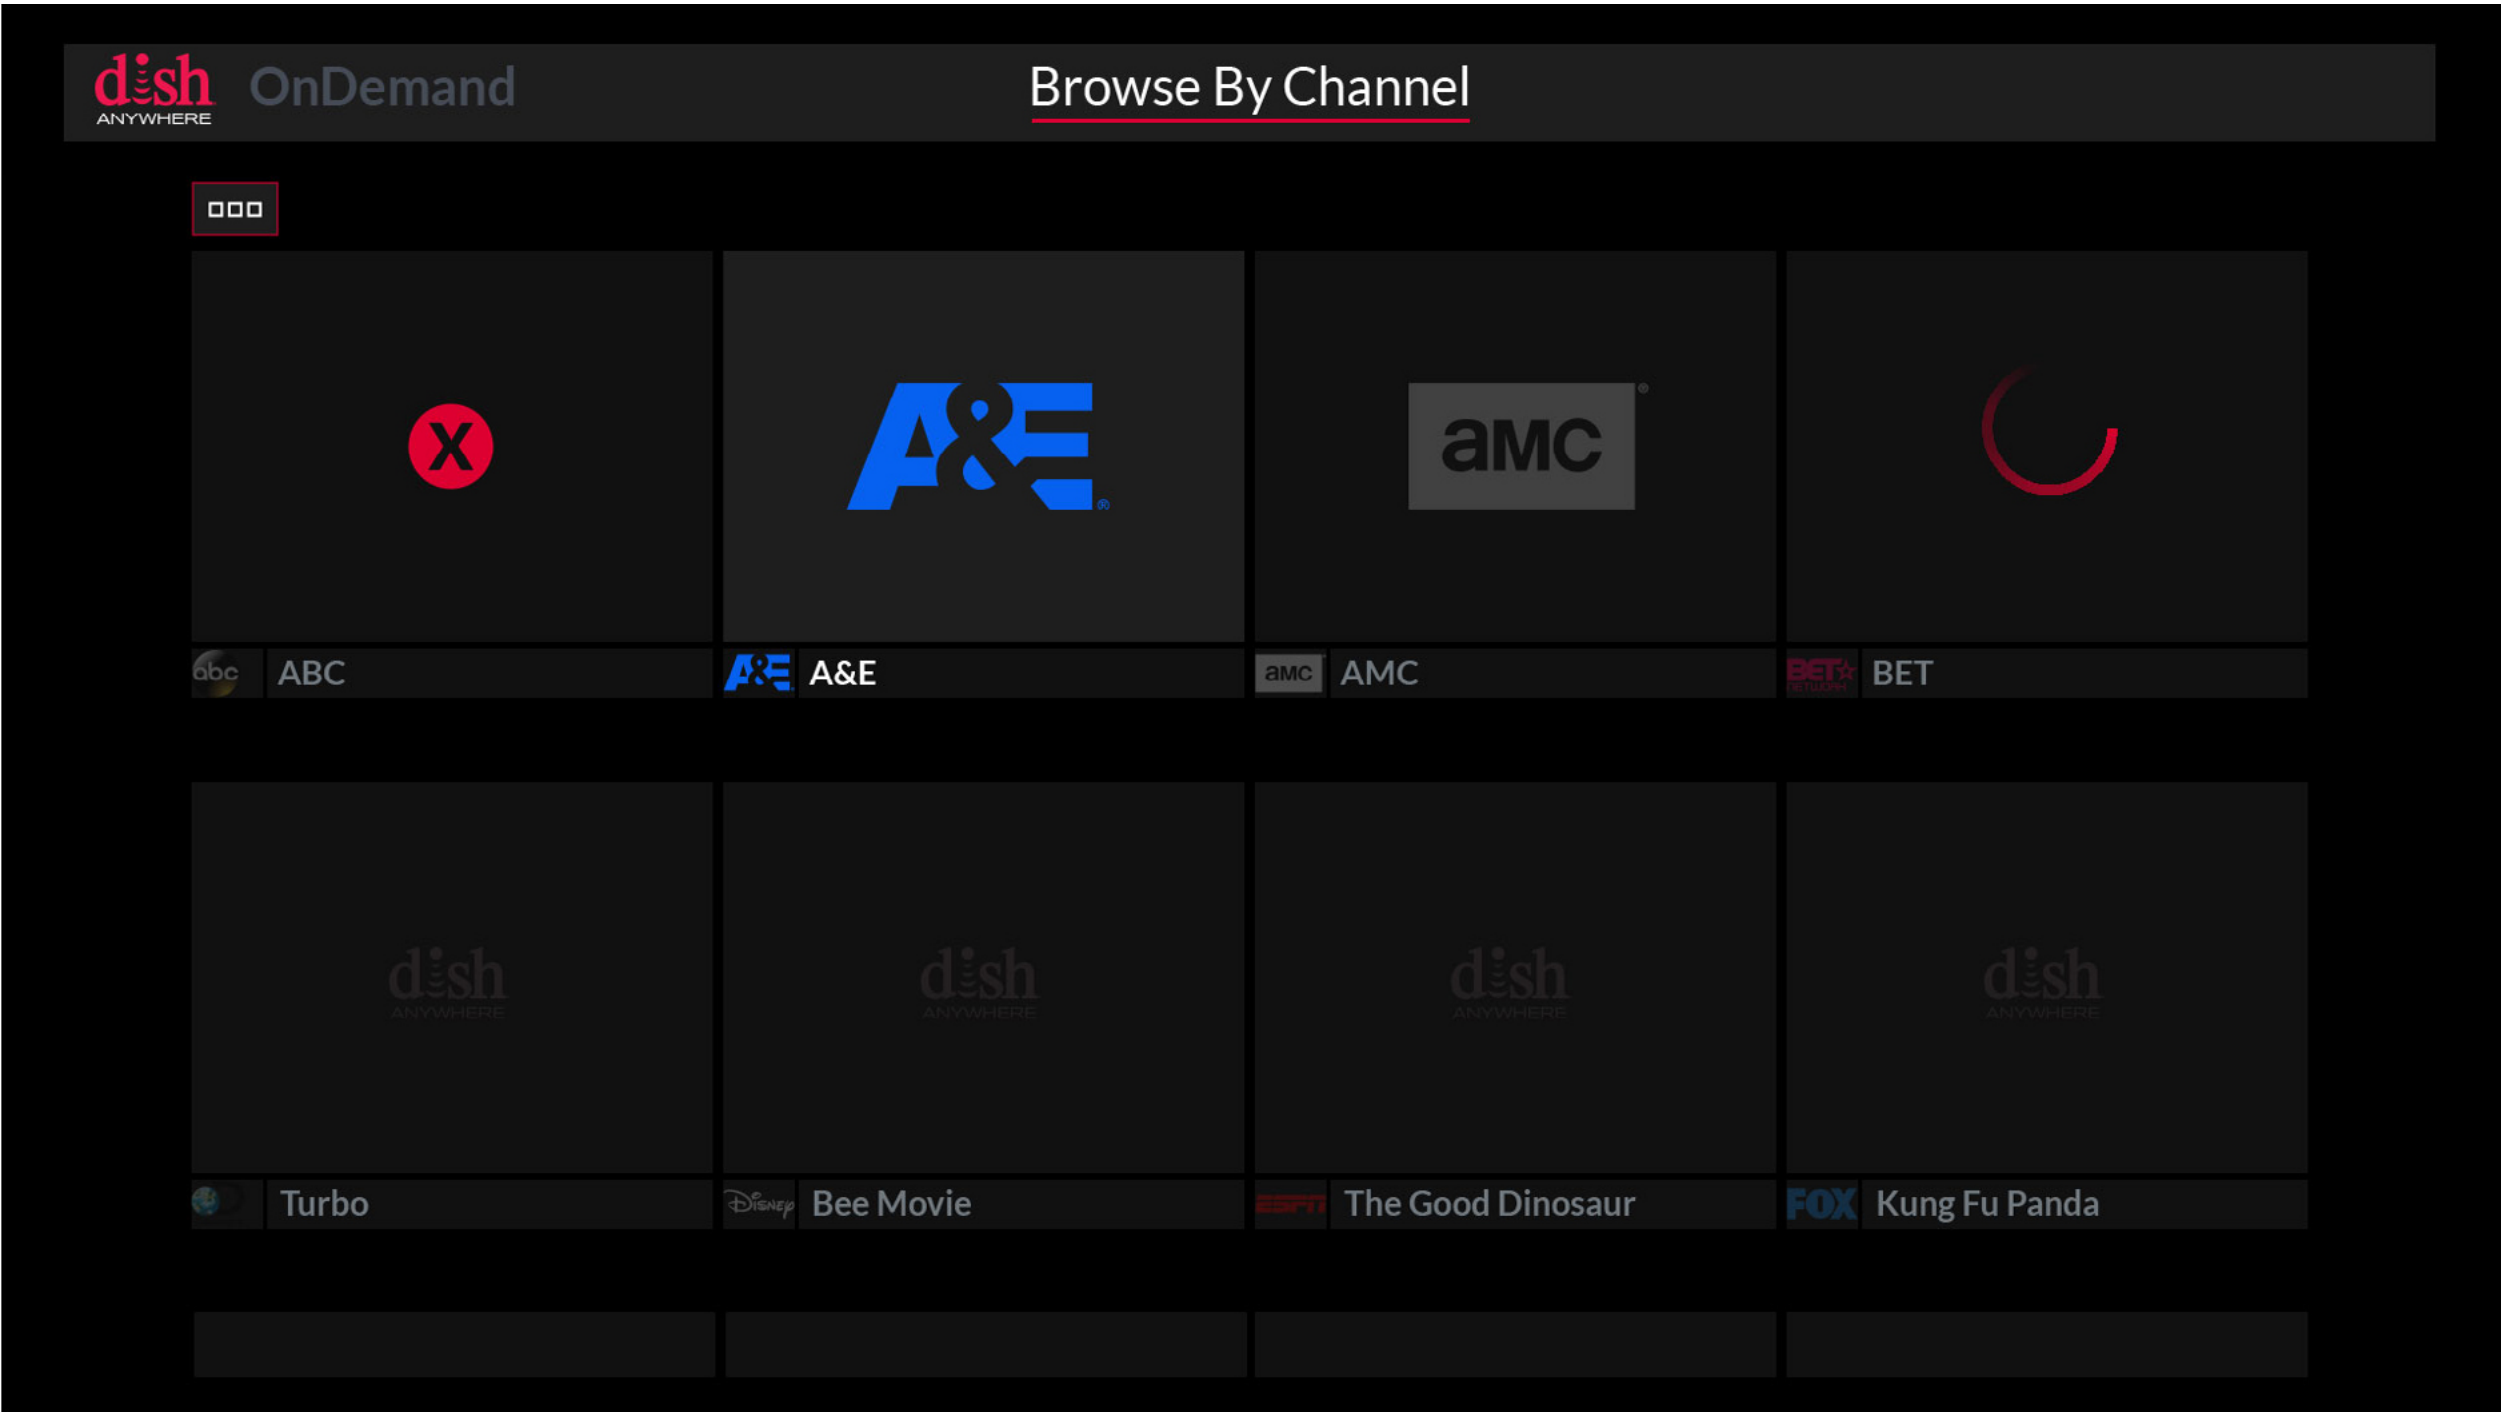 dish
ANYWHERE
OnDemand
Browse By Channel
X
A&E®
aMC®
abc
ABC
A&E
A&E
aMC
AMC
BET☆
NETWORK
BET
dish
ANYWHERE
dish
ANYWHERE
dish
ANYWHERE
dish
ANYWHERE
Turbo
DISNEY
Bee Movie
ESPN
The Good Dinosaur
FOX
Kung Fu Panda